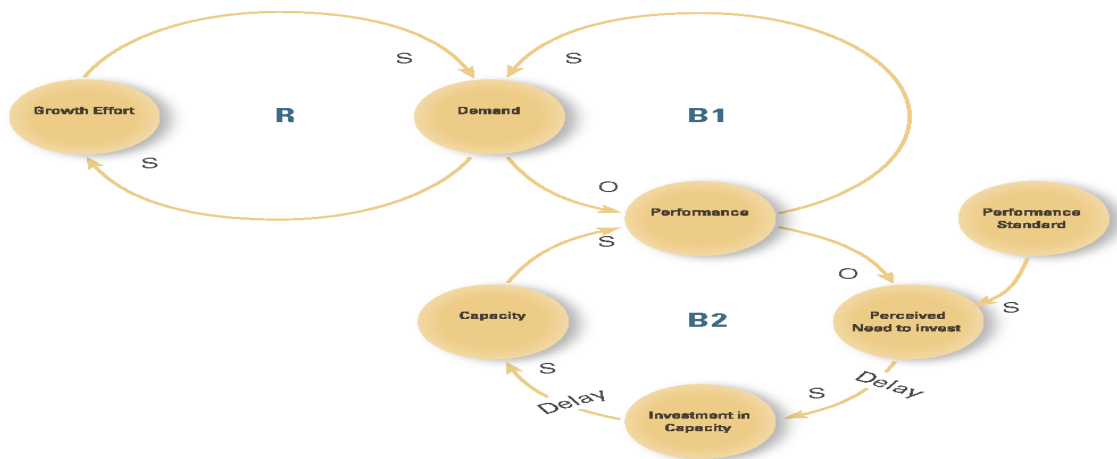 S
S
Growth Effort
R
Demand
B1
S
O
Performance
Performance
Standard
S
O
Capacity
B2
Perceived
Need to invest
S
S
Delay
S
Delay
Investment in
Capacity